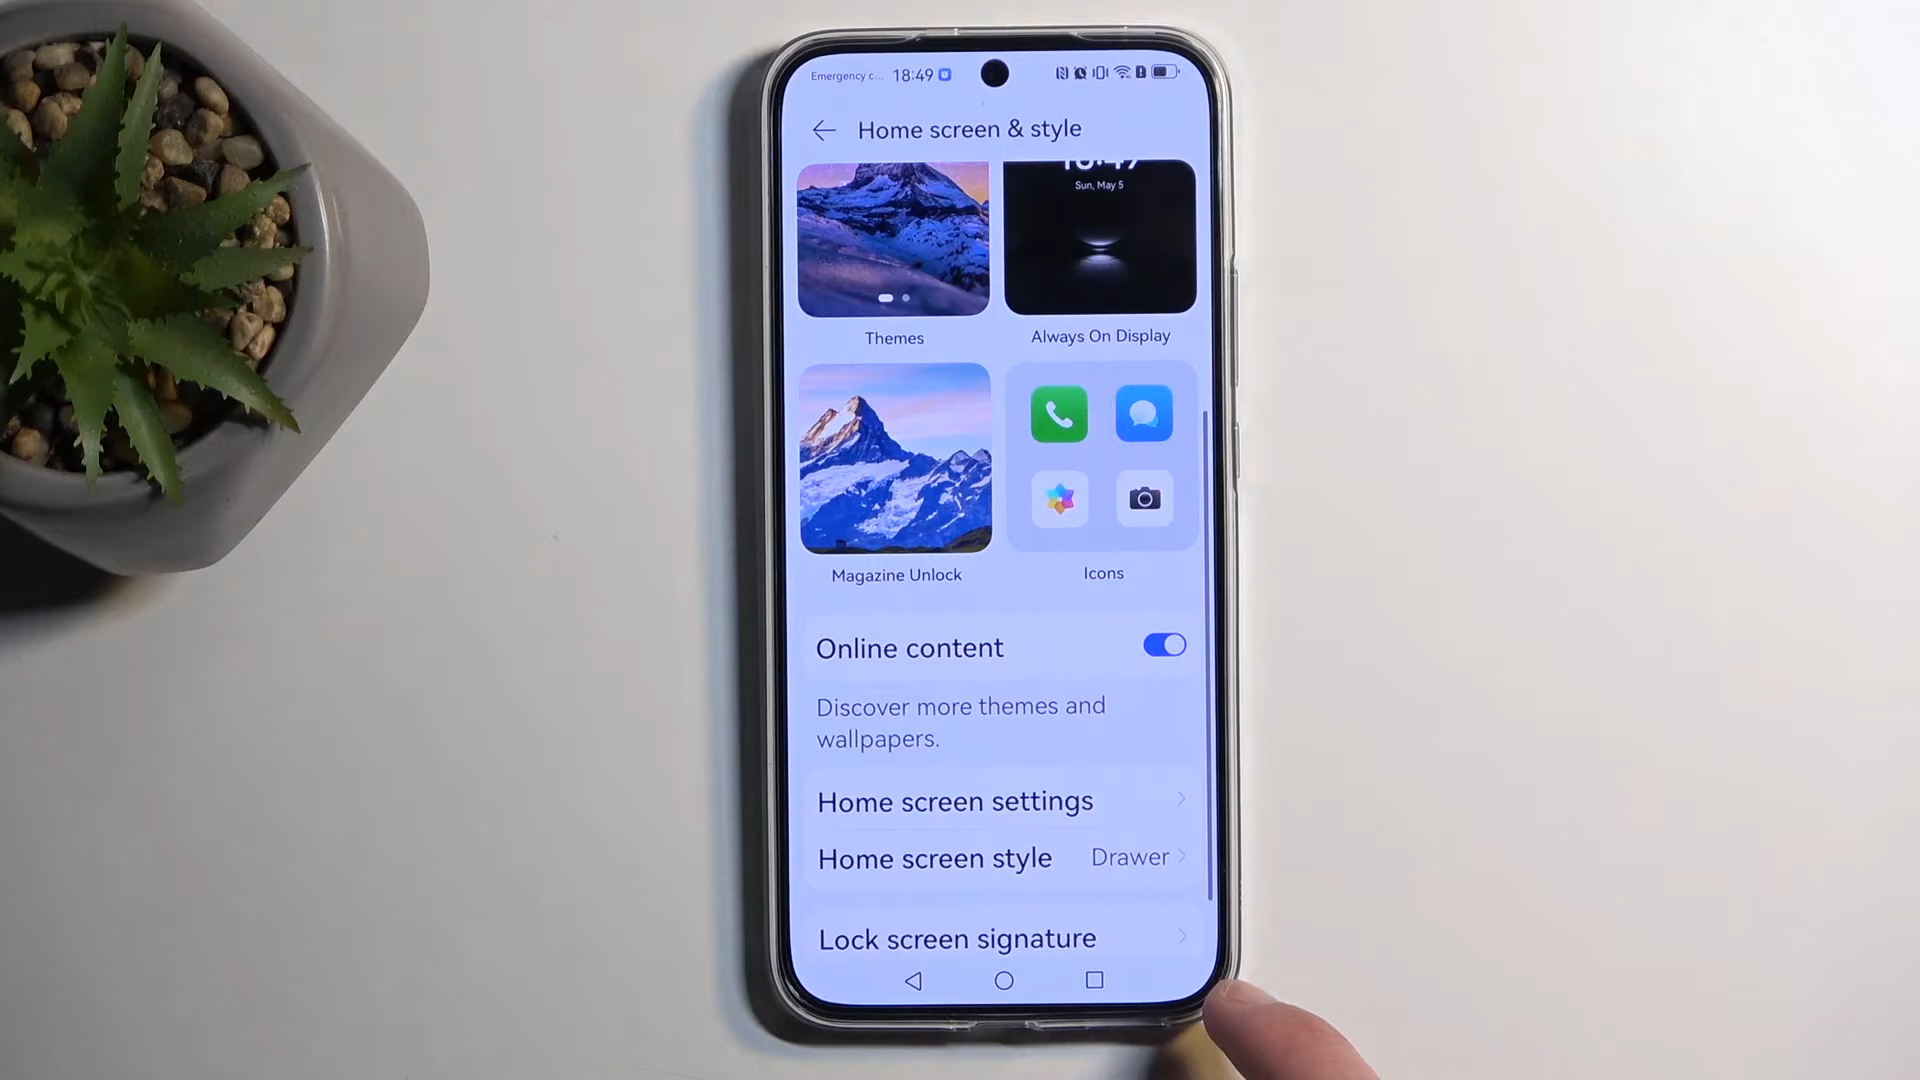 Emergency c... 18:49
Home screen & style
Sun, May 5
Themes
Always On Display
Magazine Unlock
Icons
Online content
Discover more themes and
wallpapers.
Home screen settings
Home screen style Drawer
Lock screen signature